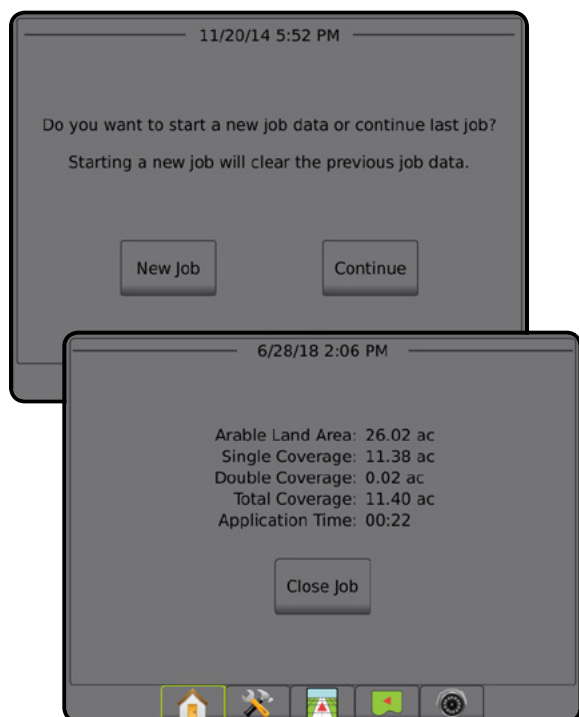 11/20/14 5:52 PM
Do you want to start a new job data or continue last job?
Starting a new job will clear the previous job data.
New Job
Continue
6/28/18 2:06 PM
Arable Land Area: 26.02 ac
Single Coverage: 11.38 ac
Double Coverage: 0.02 ac
Total Coverage: 11.40 ac
Application Time: 00:22
Close Job